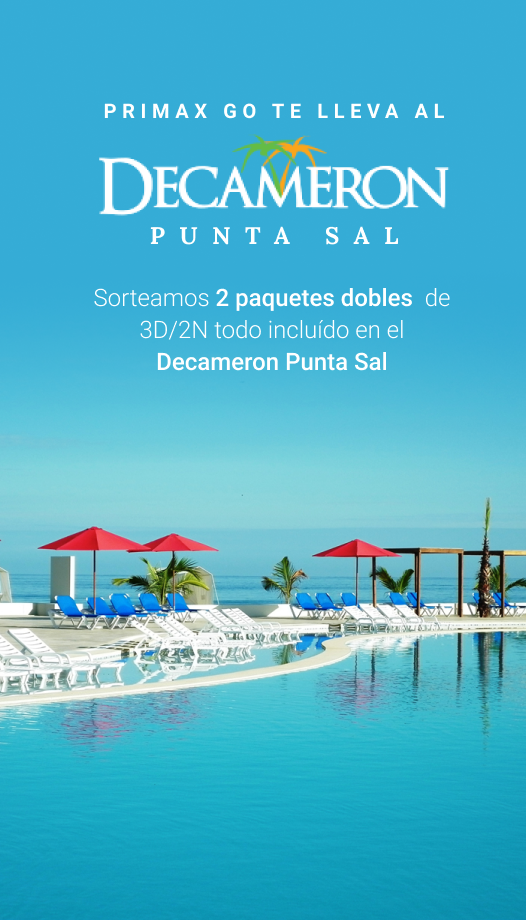 PRIMAX GO TE LLEVA AL
DECAMERON
PUNTA SAL
Sorteamos 2 paquetes dobles de
3D/2N todo incluído en el
Decameron Punta Sal